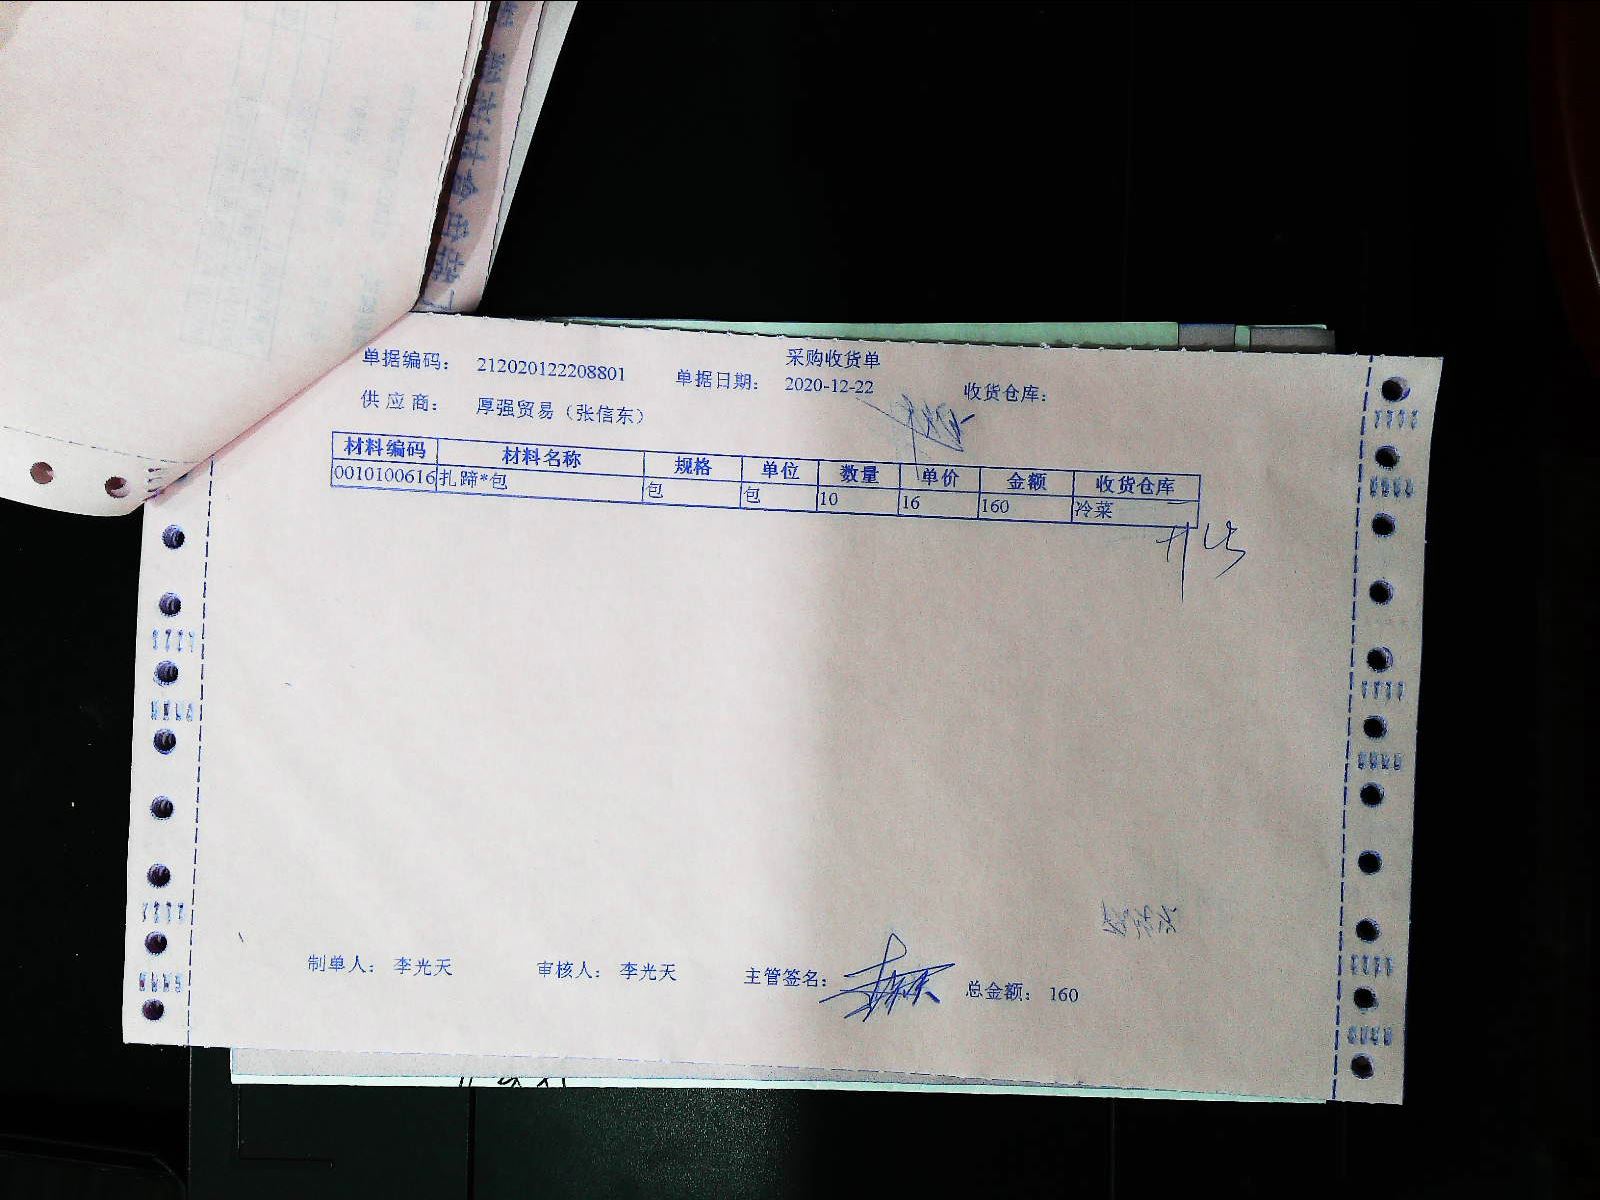 采购收货单
单据编码： 212020122208801 单据日期： 2020-12-22 收货仓库：
供应商： 厚强贸易（张信东）
材料编码 材料名称 规格 单位 数量 单价 金额 收货仓库
0010100616 扎蹄*包 包 包 10 16 160 冷菜
制单人： 李光天 审核人： 李光天 主管签名： 总金额： 160